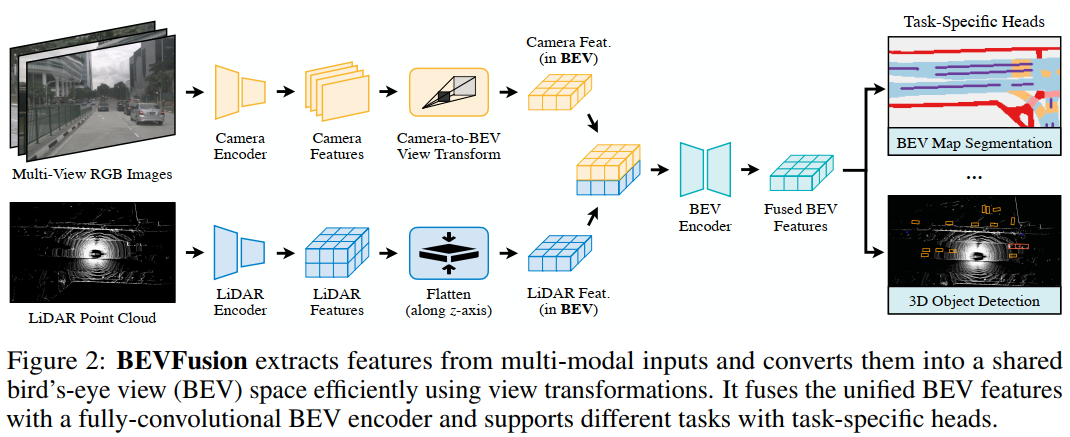 Task-Specific Heads
Camera Feat.
(in BEV)
Camera
Encoder
Camera
Features
Camera-to-BEV
View Transform
BEV Map Segmentation
Multi-View RGB Images
...
BEV
Encoder
Fused BEV
Features
LiDAR
Encoder
LiDAR
Features
Flatten
(along z-axis)
LiDAR Feat.
(in BEV)
3D Object Detection
LiDAR Point Cloud
Figure 2: BEVFusion extracts features from multi-modal inputs and converts them into a shared
bird's-eye view (BEV) space efficiently using view transformations. It fuses the unified BEV features
with a fully-convolutional BEV encoder and supports different tasks with task-specific heads.